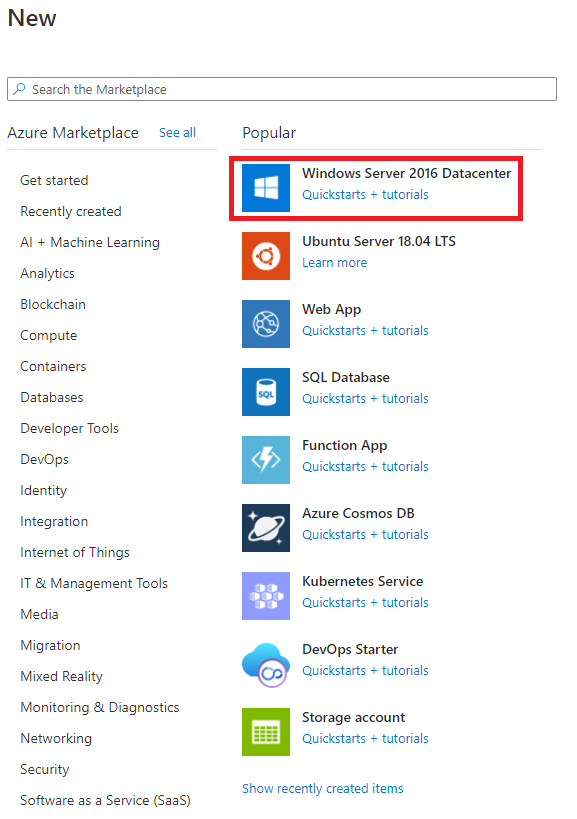 New
Search the Marketplace
Azure Marketplace See all
Get started
Recently created
AI + Machine Learning
Analytics
Blockchain
Compute
Containers
Databases
Developer Tools
DevOps
Identity
Integration
Internet of Things
IT & Management Tools
Media
Migration
Mixed Reality
Monitoring & Diagnostics
Networking
Security
Software as a Service (SaaS)
Popular
Windows Server 2016 Datacenter
Quickstarts + tutorials
Ubuntu Server 18.04 LTS
Learn more
Web App
Quickstarts + tutorials
SQL
SQL Database
Quickstarts + tutorials
Function App
Quickstarts + tutorials
Azure Cosmos DB
Quickstarts + tutorials
Kubernetes Service
Quickstarts + tutorials
DevOps Starter
Quickstarts + tutorials
Storage account
Quickstarts + tutorials
Show recently created items